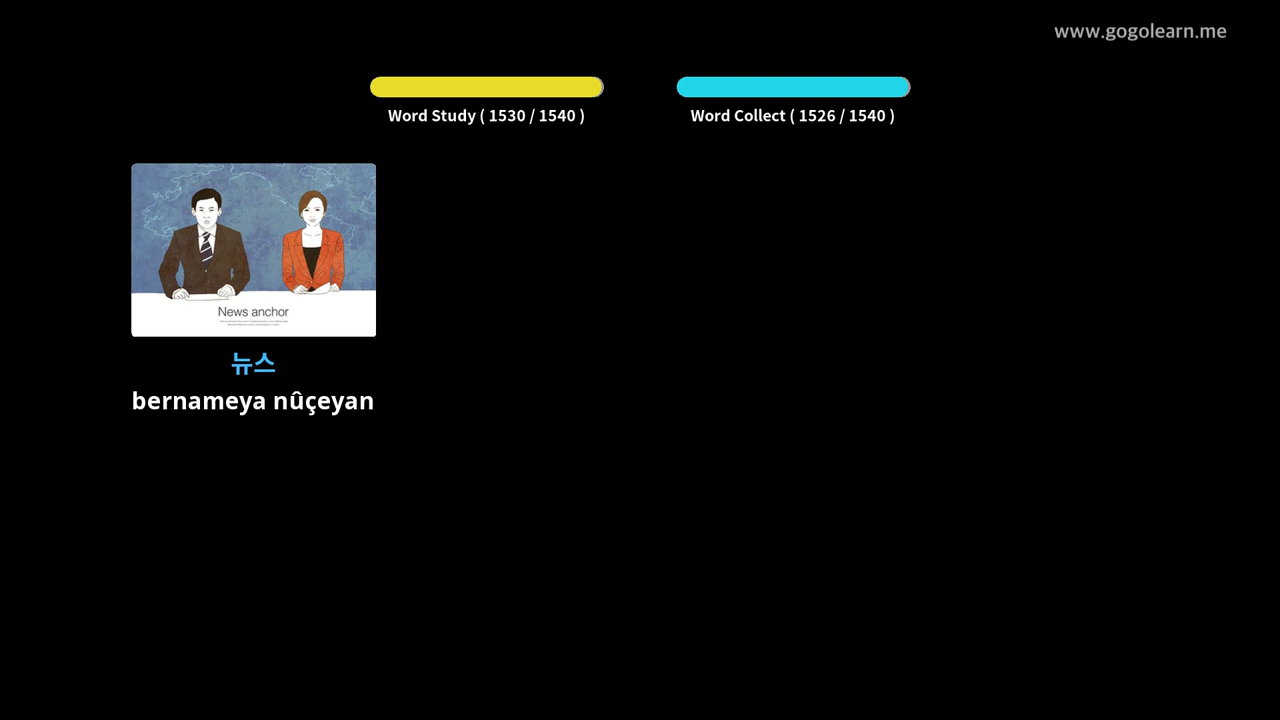 www.gogolearn.me
Word Study ( 1530 / 1540 )
Word Collect ( 1526 / 1540 )
News anchor
뉴스
bernameya nûçeyan